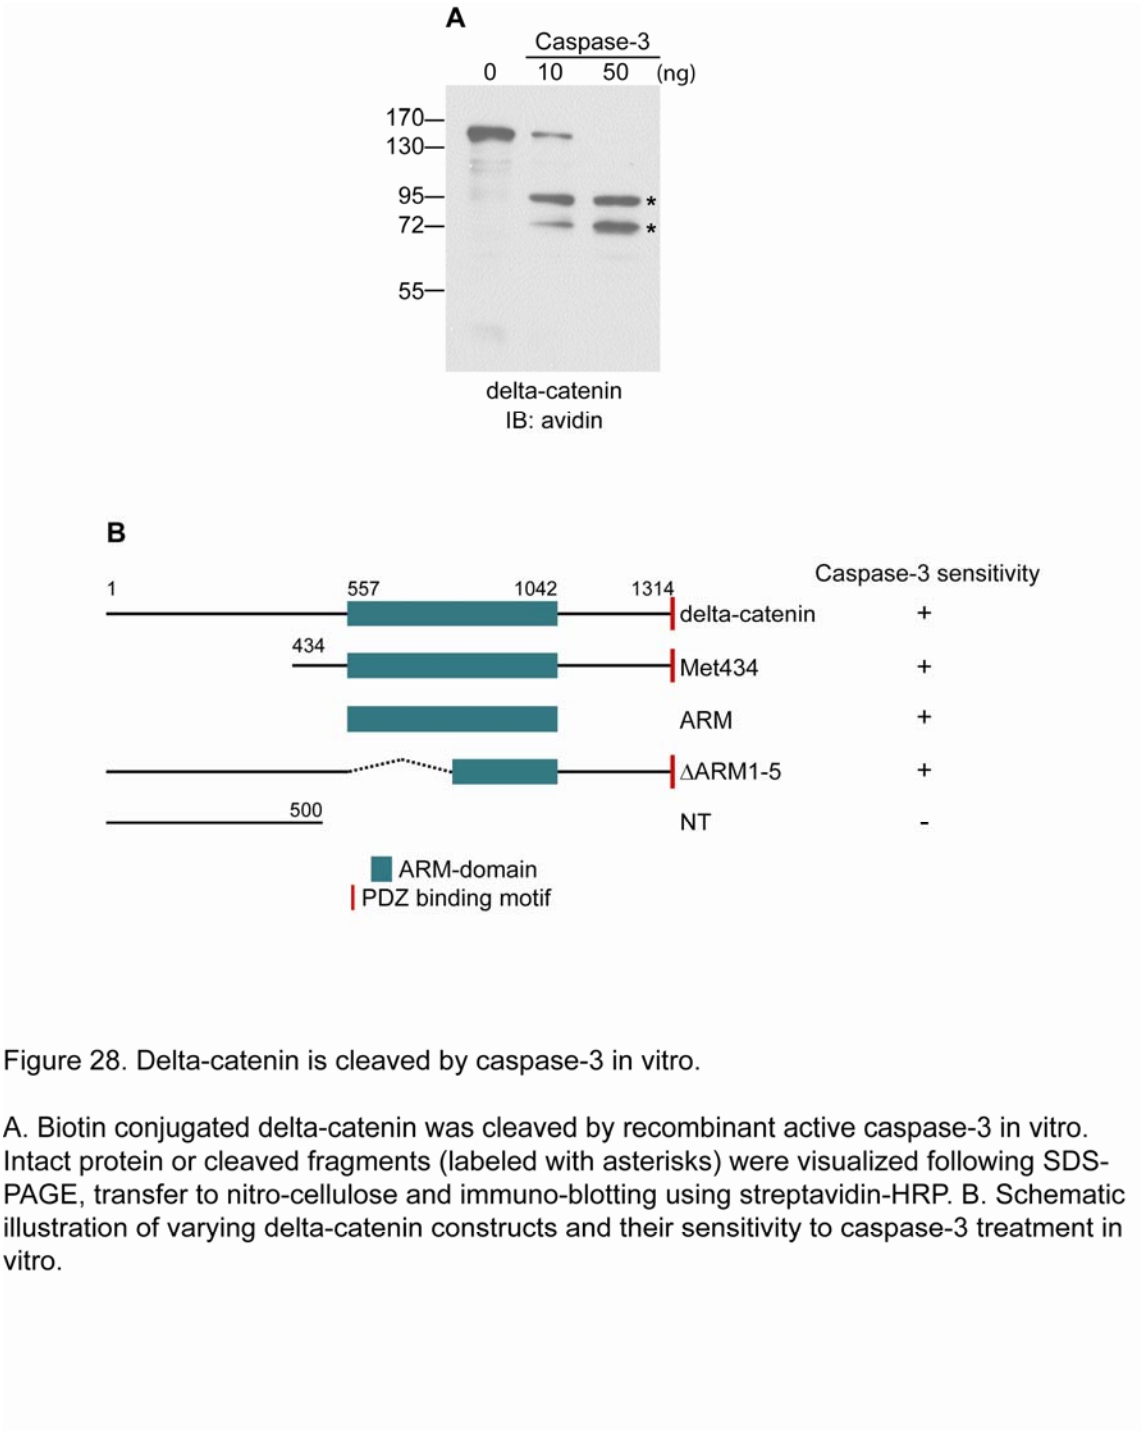 A
Caspase-3
0 10 50 (ng)
170
130
95
*
72
*
55
delta-catenin
IB: avidin
B
Caspase-3 sensitivity
1 557 1042 1314
delta-catenin +
434
Met434 +
ARM +
ΔARM1-5 +
500
NT -
ARM-domain
PDZ binding motif
Figure 28. Delta-catenin is cleaved by caspase-3 in vitro.
A. Biotin conjugated delta-catenin was cleaved by recombinant active caspase-3 in vitro.
Intact protein or cleaved fragments (labeled with asterisks) were visualized following SDS-
PAGE, transfer to nitro-cellulose and immuno-blotting using streptavidin-HRP. B. Schematic
illustration of varying delta-catenin constructs and their sensitivity to caspase-3 treatment in
vitro.